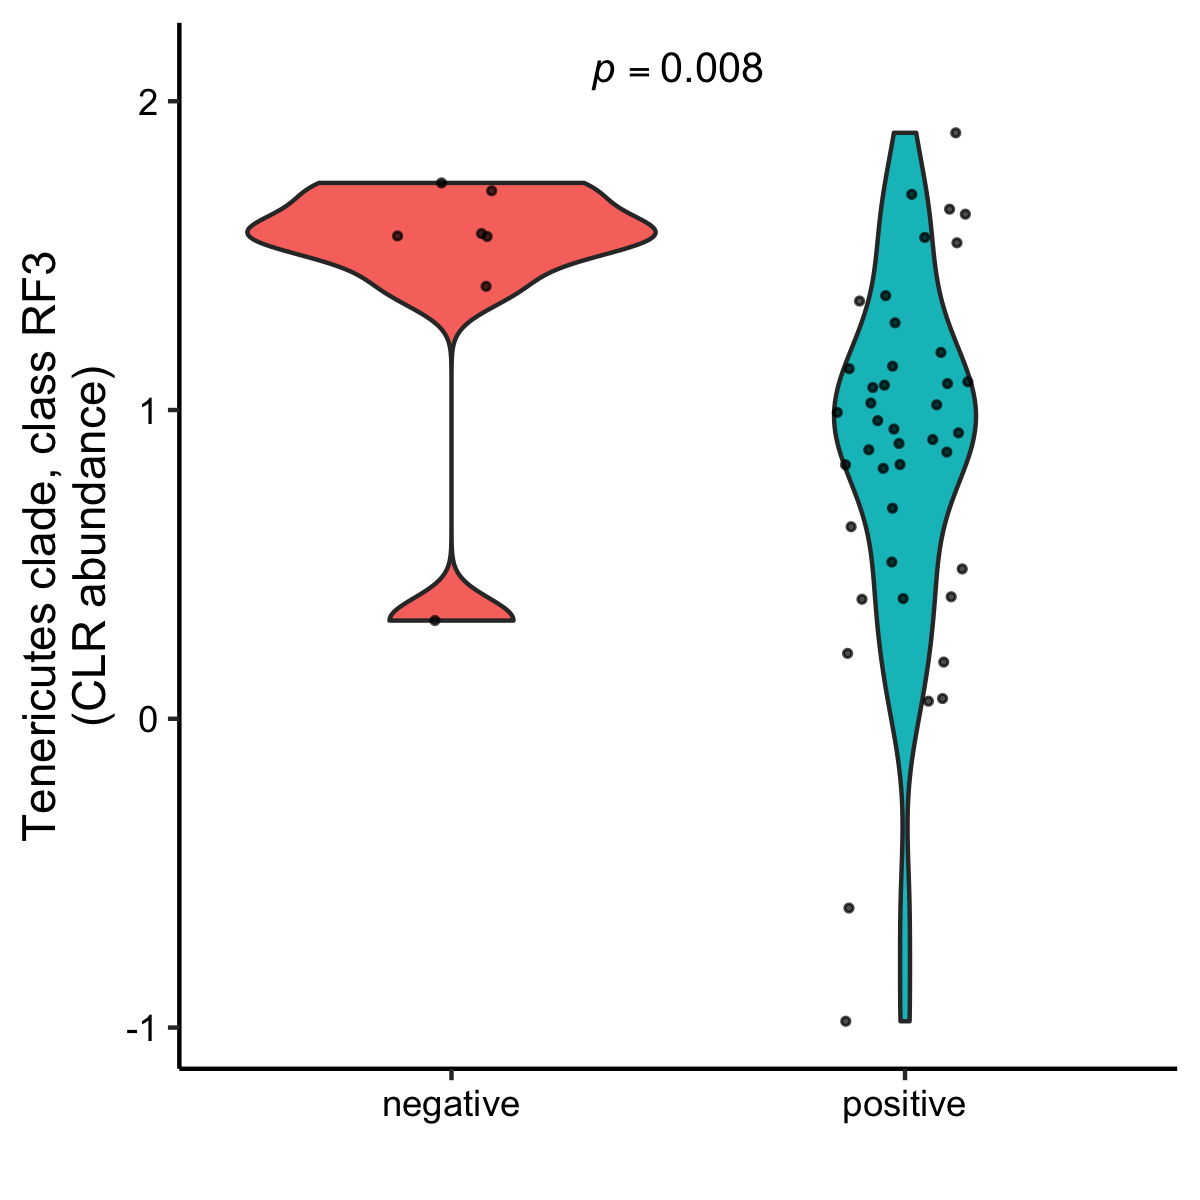 p = 0.008
Tenericutes clade, class RF3
(CLR abundance)
2
1
0
-1
negative
positive